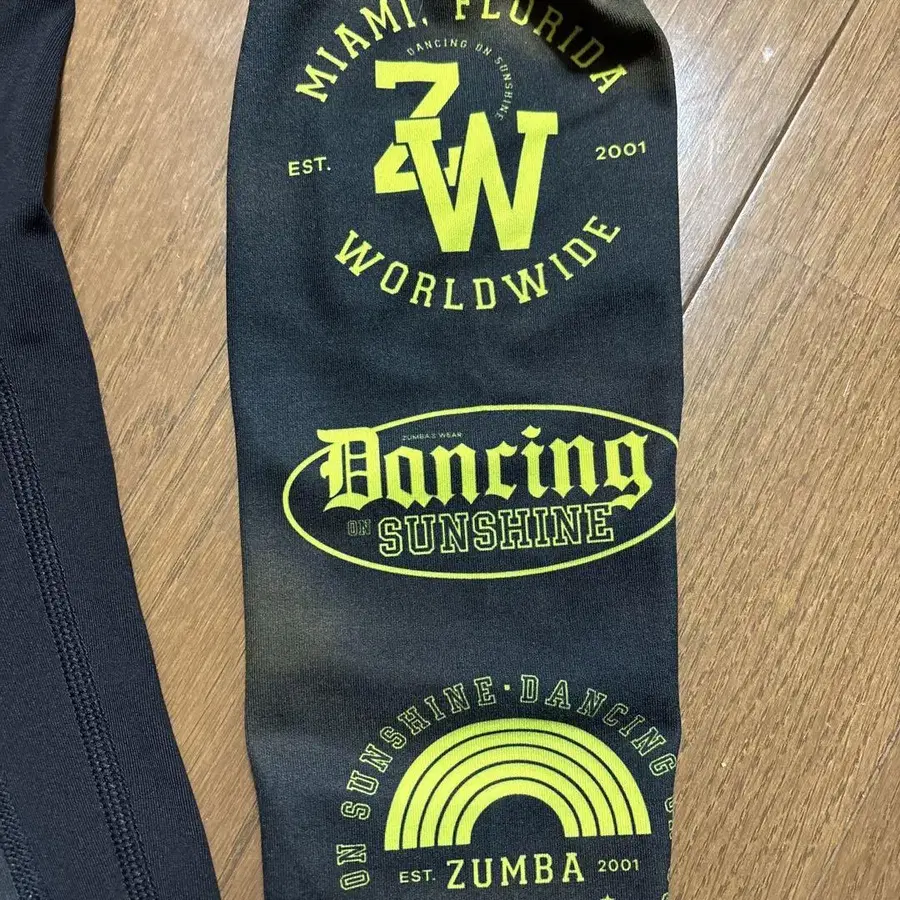 MIAMI, FLORIDA
DANCING ON SUNSHINE
ZW
EST. 2001
WORLDWIDE
ZUMBA® WEAR
Dancing
ON SUNSHINE
ON SUNSHINE · DANCING
EST. ZUMBA 2001